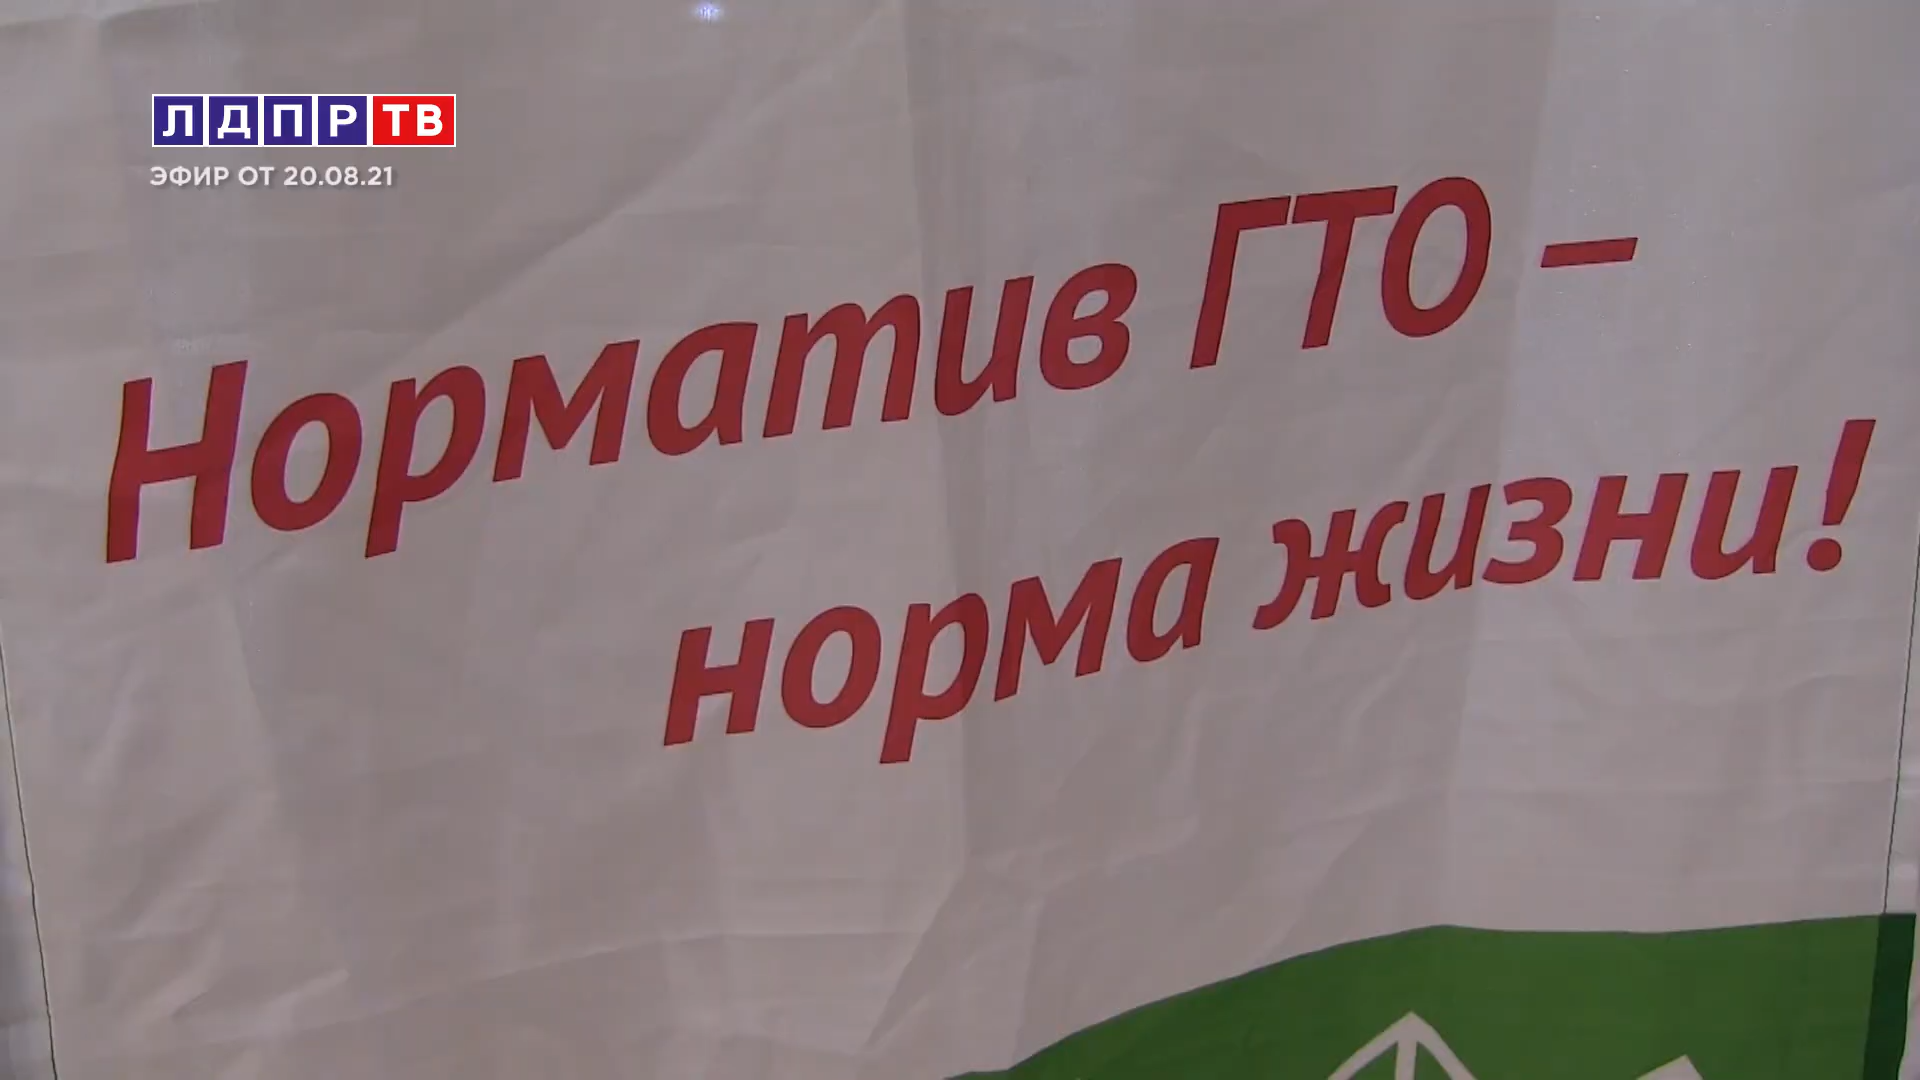 ЛДПР ТВ
ЭФИР ОТ 20.08.21
Норматив ГТО –
норма жизни!